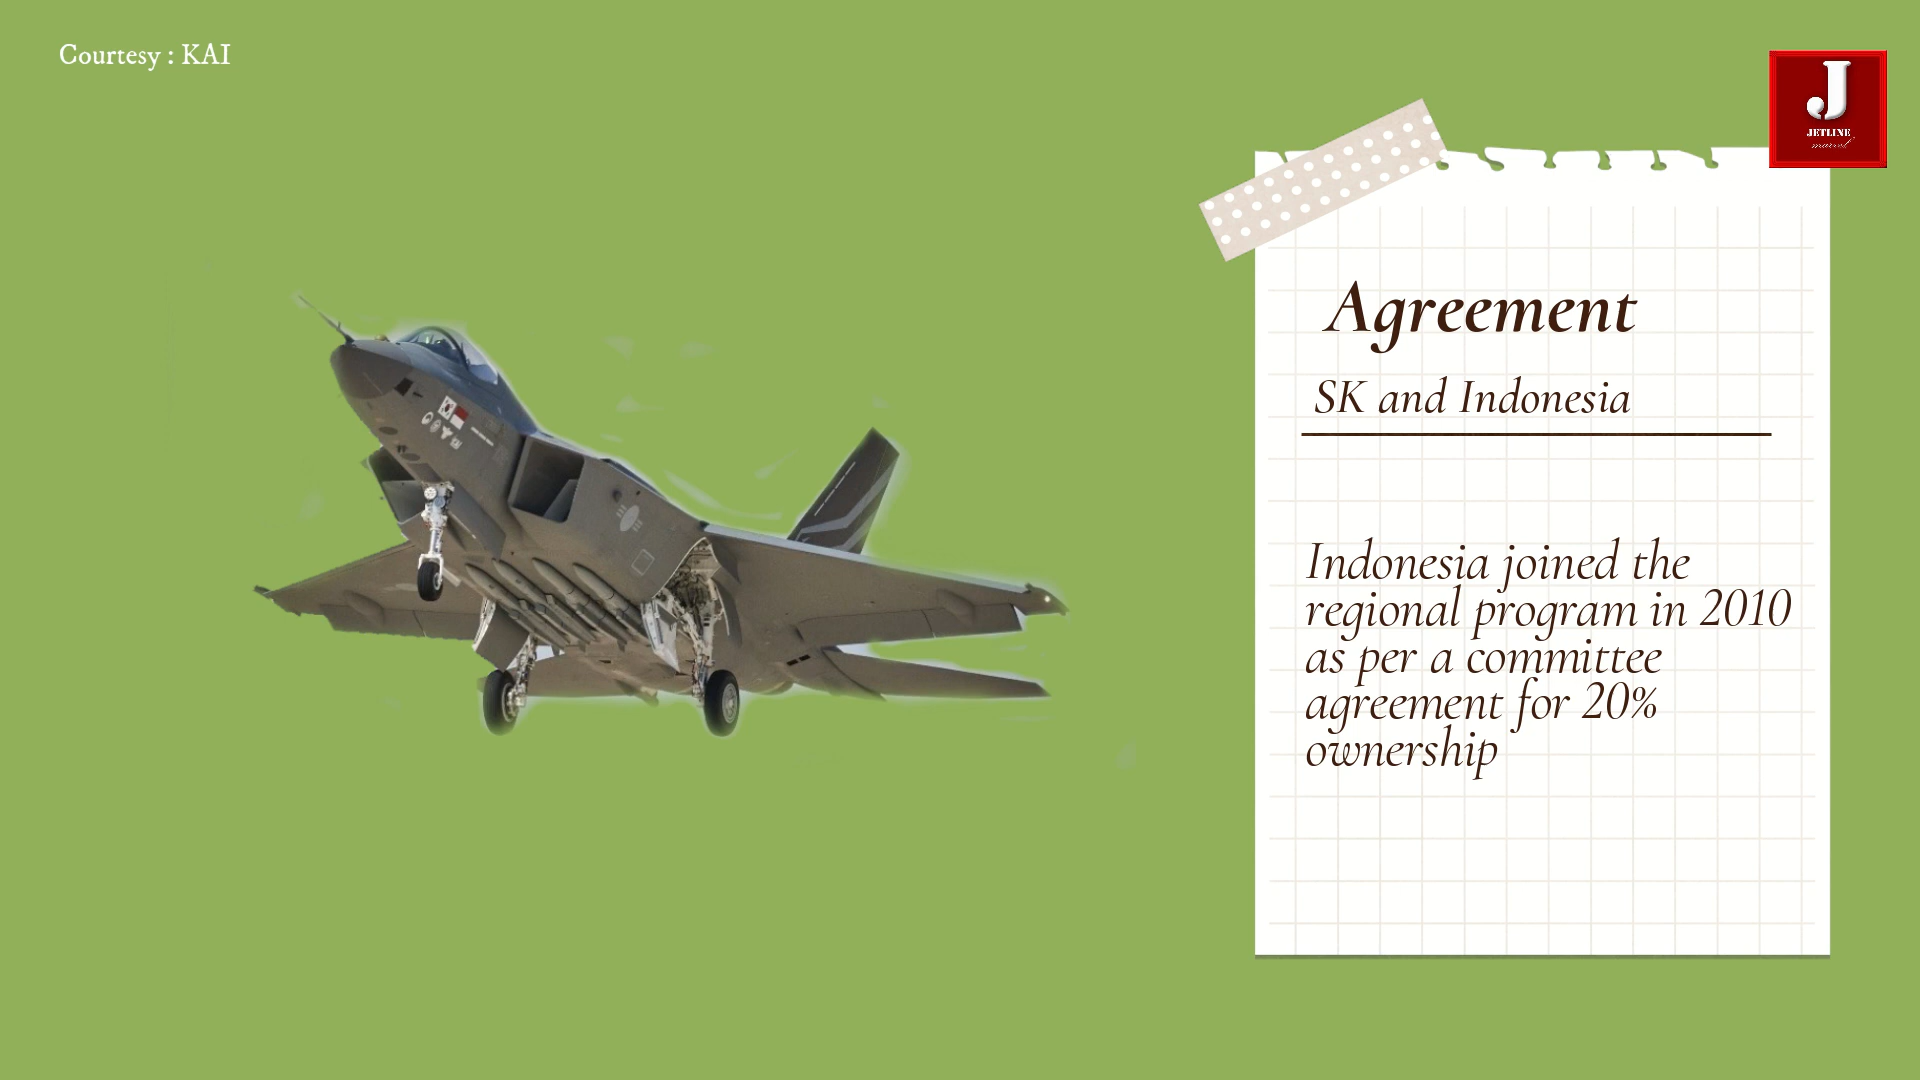 Courtesy : KAI
J
JETLINE
marvel
Agreement
SK and Indonesia
Indonesia joined the
regional program in 2010
as per a committee
agreement for 20%
ownership